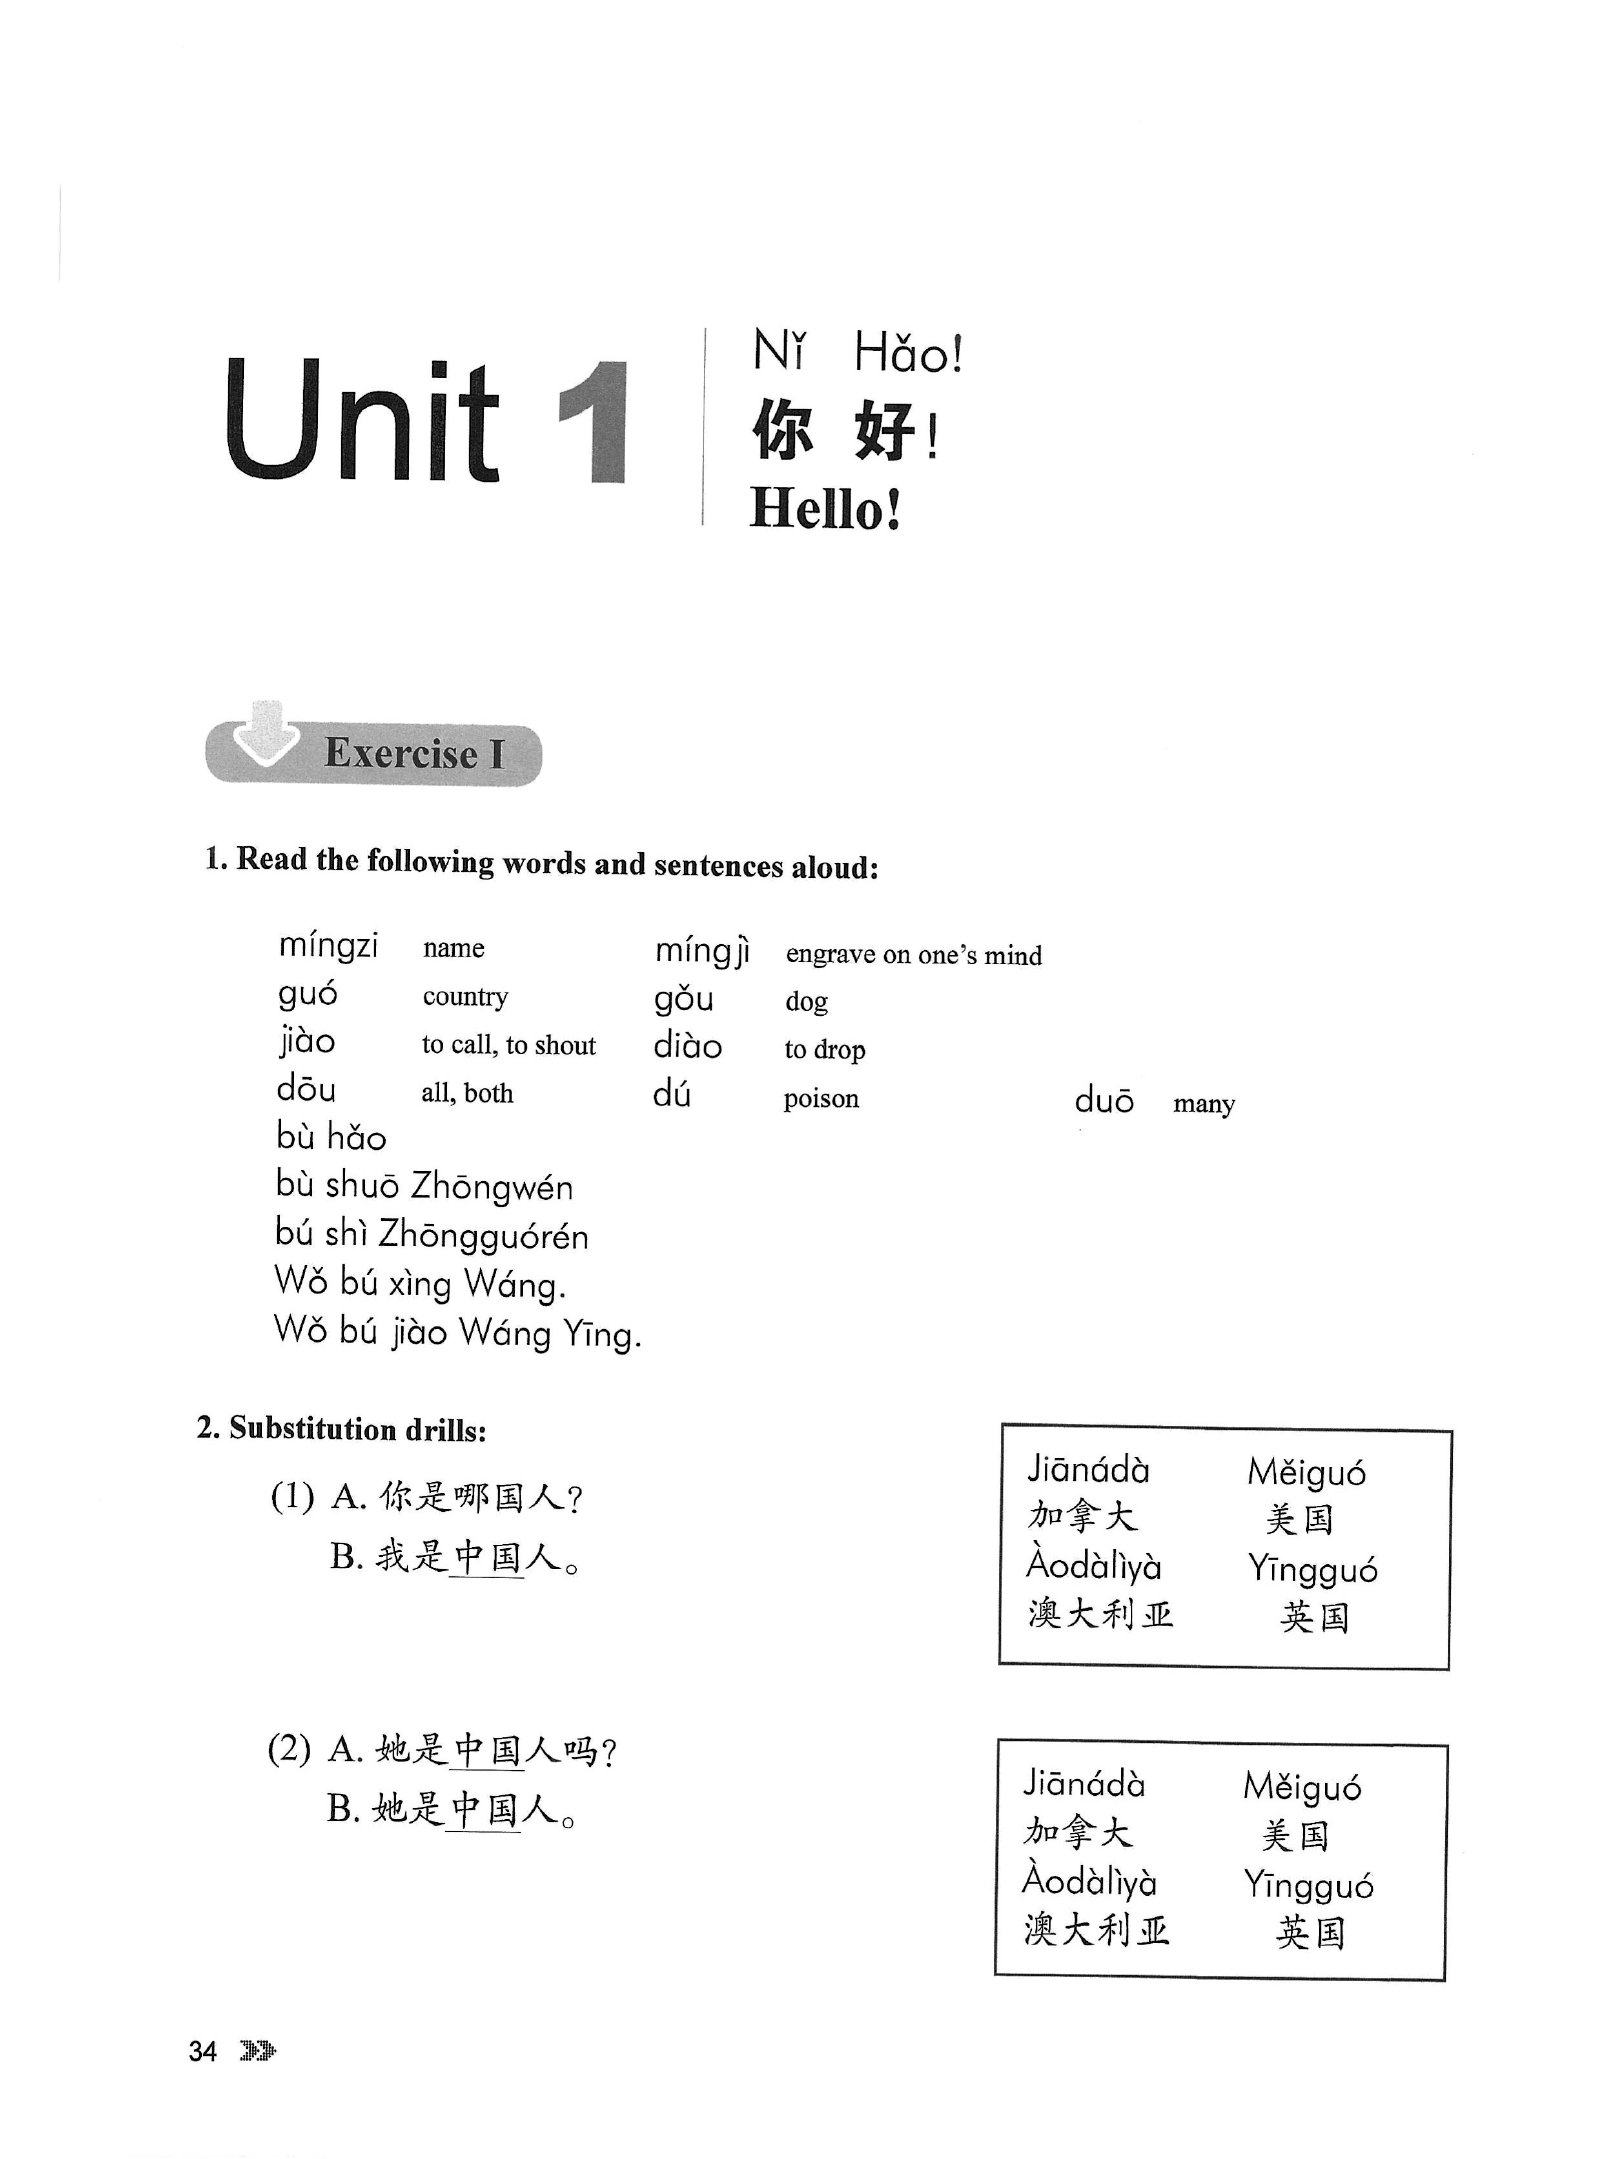 Unit 1
Nǐ Hǎo!
你 好!
Hello!
Exercise I
1. Read the following words and sentences aloud:
míngzi name míngjì engrave on one's mind
guó country gǒu dog
jiào to call, to shout diào to drop
dōu all, both dú poison duō many
bù hǎo
bù shuō Zhōngwén
bú shì Zhōngguórén
Wǒ bú xìng Wáng.
Wǒ bú jiào Wáng Yīng.
2. Substitution drills:
(1) A. 你是哪国人?
B. 我是中国人。
Jiānádà Měiguó
加拿大 美国
Àodàlìyà Yīngguó
澳大利亚 英国
(2) A. 她是中国人吗?
B. 她是中国人。
Jiānádà Měiguó
加拿大 美国
Àodàlìyà Yīngguó
澳大利亚 英国
34